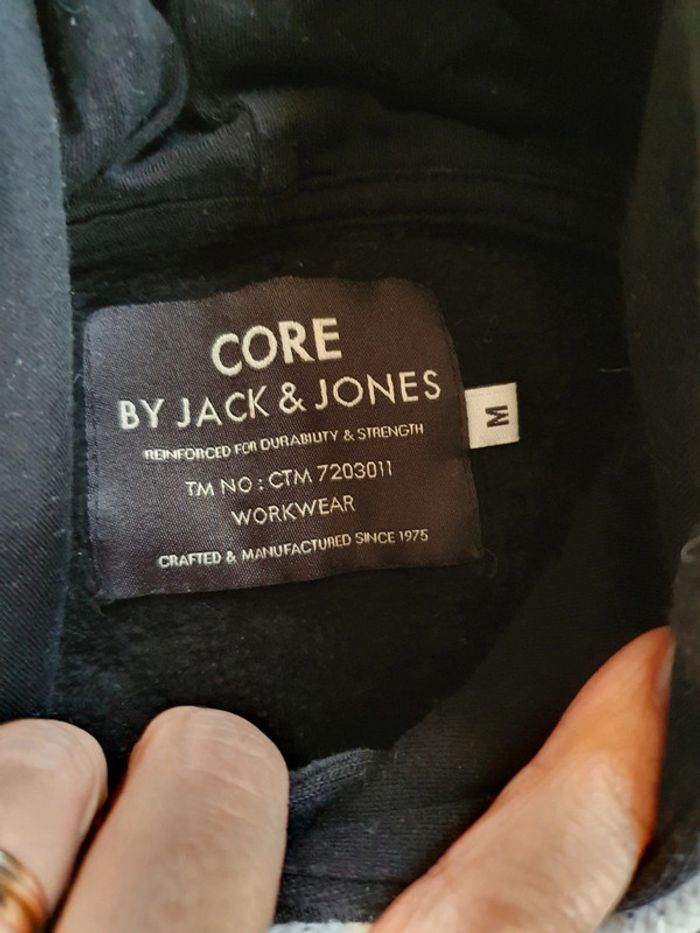 CORE
BY JACK & JONES
REINFORCED FOR DURABILITY & STRENGTH
TM NO : CTM 7203011
WORKWEAR
CRAFTED & MANUFACTURED SINCE 1975
M